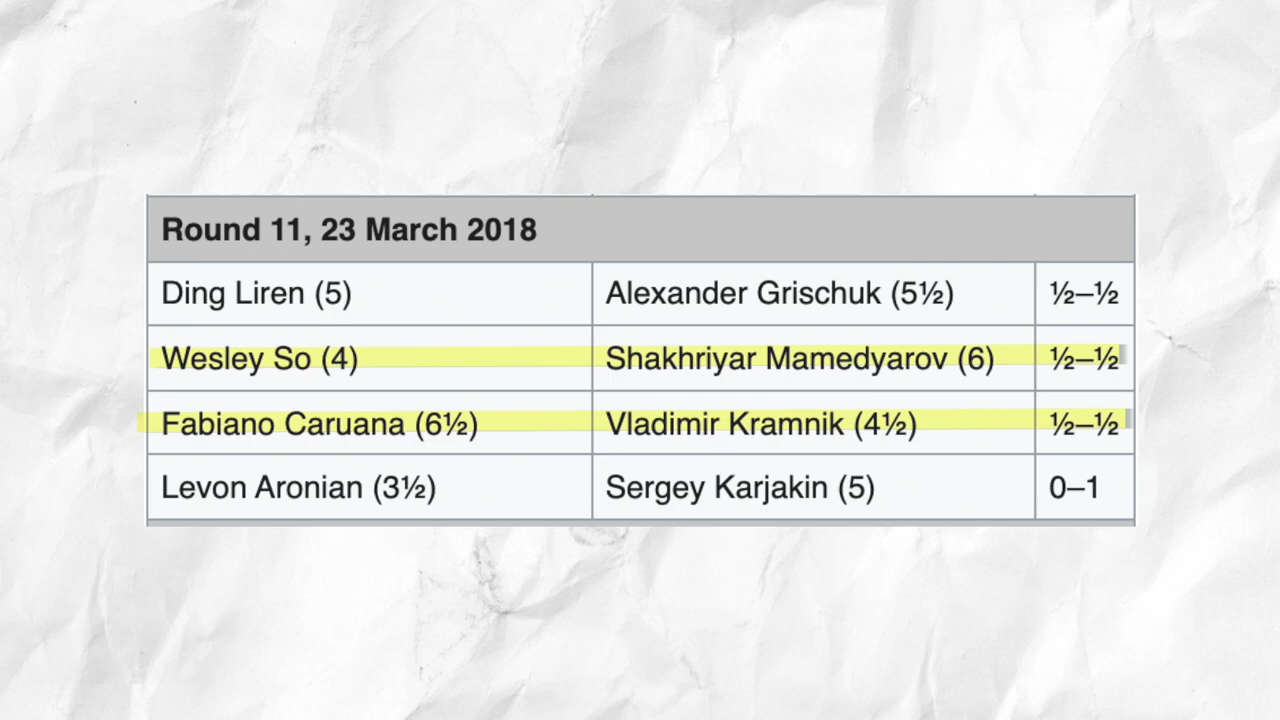 Round 11, 23 March 2018
Ding Liren (5) Alexander Grischuk (5½) ½–½
Wesley So (4) Shakhriyar Mamedyarov (6) ½–½
Fabiano Caruana (6½) Vladimir Kramnik (4½) ½–½
Levon Aronian (3½) Sergey Karjakin (5) 0–1